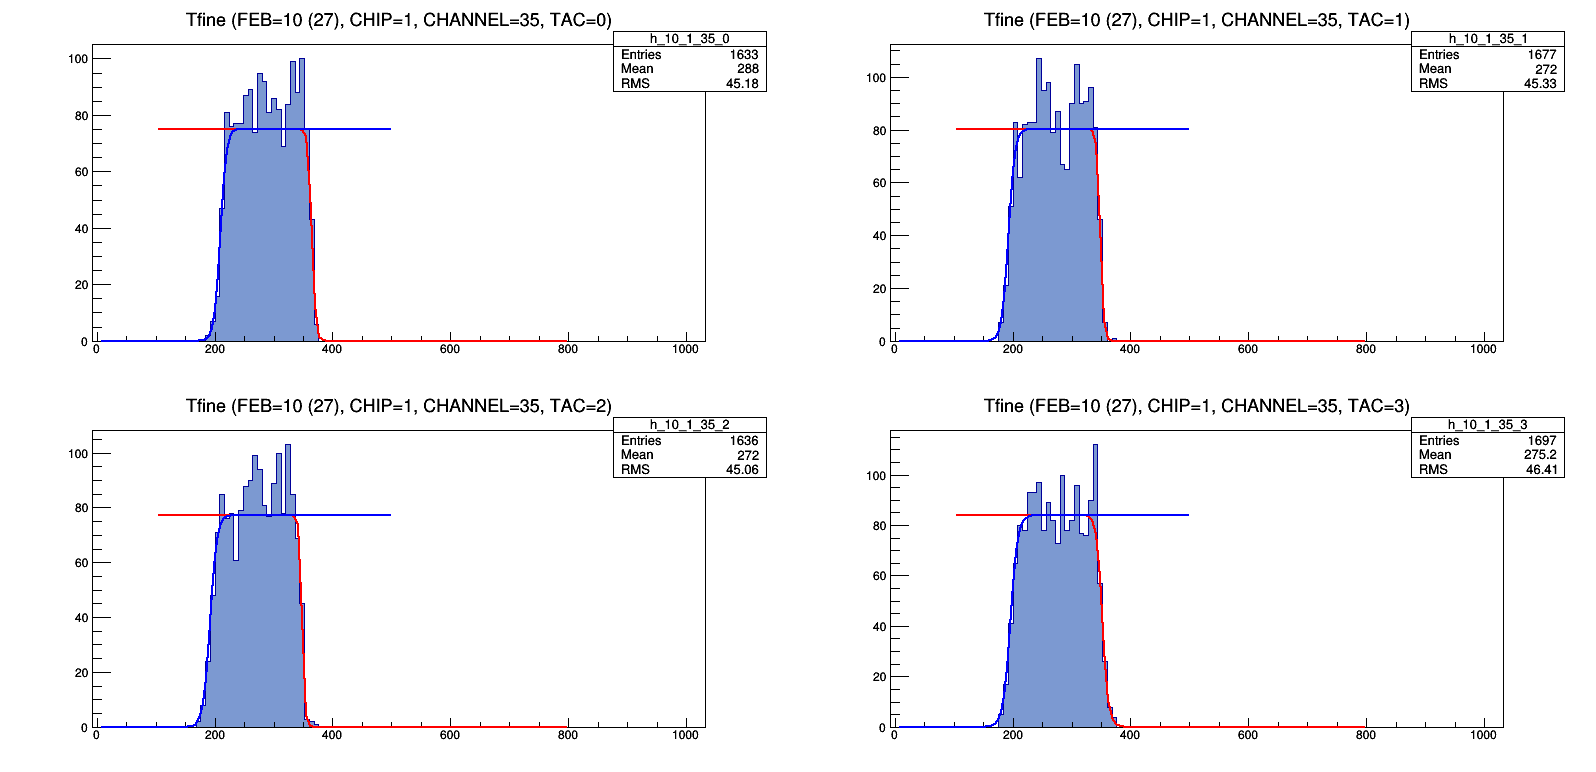 Tfine (FEB=10 (27), CHIP=1, CHANNEL=35, TAC=0)
h_10_1_35_0
Entries 1633
Mean 288
RMS 45.18
100
80
60
40
20
0
0 200 400 600 800 1000
Tfine (FEB=10 (27), CHIP=1, CHANNEL=35, TAC=1)
h_10_1_35_1
Entries 1677
Mean 272
RMS 45.33
100
80
60
40
20
0
0 200 400 600 800 1000
Tfine (FEB=10 (27), CHIP=1, CHANNEL=35, TAC=2)
h_10_1_35_2
Entries 1636
Mean 272
RMS 45.06
100
80
60
40
20
0
0 200 400 600 800 1000
Tfine (FEB=10 (27), CHIP=1, CHANNEL=35, TAC=3)
h_10_1_35_3
Entries 1697
Mean 275.2
RMS 46.41
100
80
60
40
20
0
0 200 400 600 800 1000